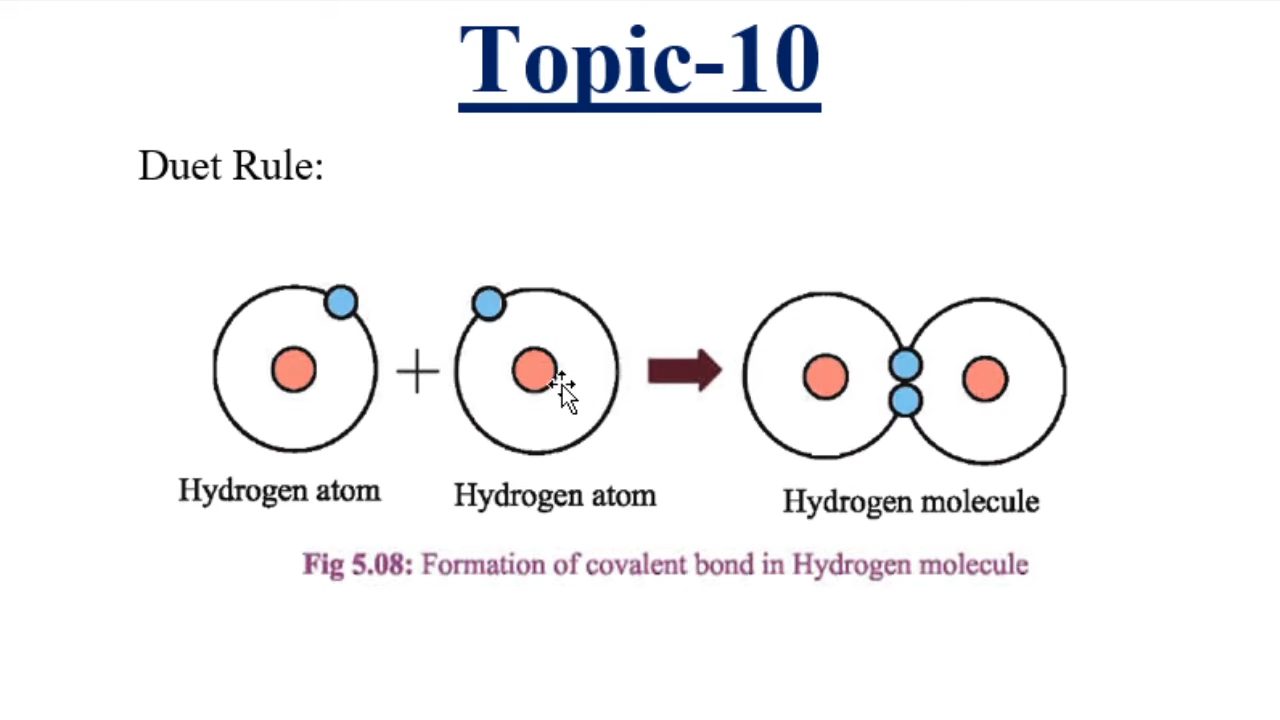 Topic-10
Duet Rule:
+
Hydrogen atom
Hydrogen atom
Hydrogen molecule
Fig 5.08: Formation of covalent bond in Hydrogen molecule